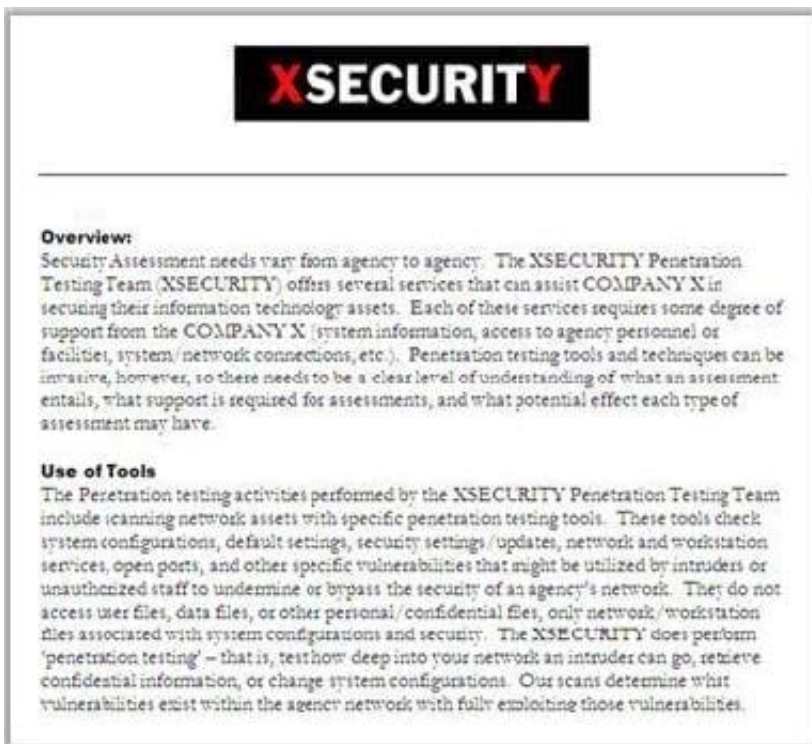 XSECURITY
Overview:
Security Assessment needs vary from agency to agency. The XSECURITY Penetration
Testing Team (XSECURITY) offers several services that can assist COMPANY X in
securing their information technology assets. Each of these services requires some degree of
support from the COMPANY X (system information, access to agency personnel or
facilities, system/network connections, etc.). Penetration testing tools and techniques can be
invasive, however, so there needs to be a clear level of understanding of what an assessment
entails, what support is required for assessments, and what potential effect each type of
assessment may have.
Use of Tools
The Penetration testing activities performed by the XSECURITY Penetration Testing Team
include scanning network assets with specific penetration testing tools. These tools check
system configurations, default settings, security settings/updates, network and workstation
services, open ports, and other specific vulnerabilities that might be utilized by intruders or
unauthorized staff to undermine or bypass the security of an agency's network. They do not
access user files, data files, or other personal/confidential files, only network/workstation
files associated with system configurations and security. The XSECURITY does perform
'penetration testing' – that is, test how deep into your network an intruder can go, retrieve
confidential information, or change system configurations. Our scans determine what
vulnerabilities exist within the agency network with fully exploiting those vulnerabilities.